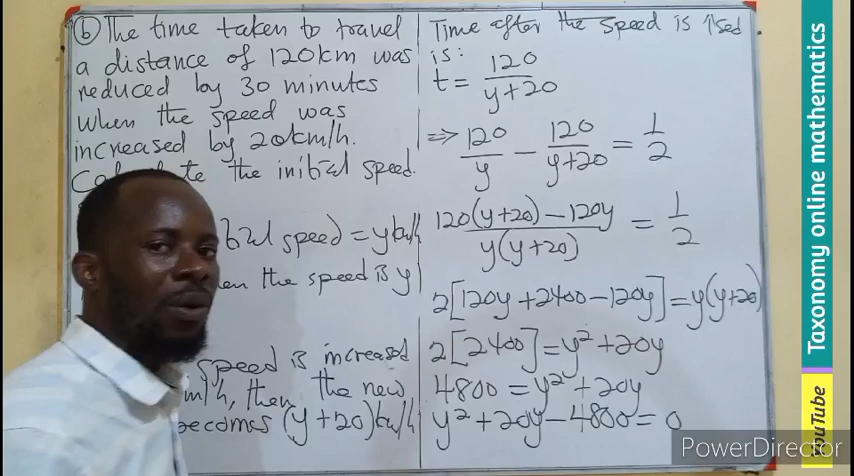 (b) The time taken to travel
a distance of 120km was
reduced by 30 minutes
when the speed was
increased by 20km/h.
Calculate the initial speed.
speed = y km/h
the speed is y
speed is increased
then the new
becomes (y + 20) km/h
Time after the speed is
is:
t = 120/(y+20)
⇒ 120/y − 120/(y+20) = 1/2
(120(y+20) − 120y)/(y(y+20)) = 1/2
2[120y + 2400 − 120y] = y(y+20)
2[2400] = y² + 20y
4800 = y² + 20y
y² + 20y − 4800 = 0
YouTube Taxonomy online mathematics
PowerDirector